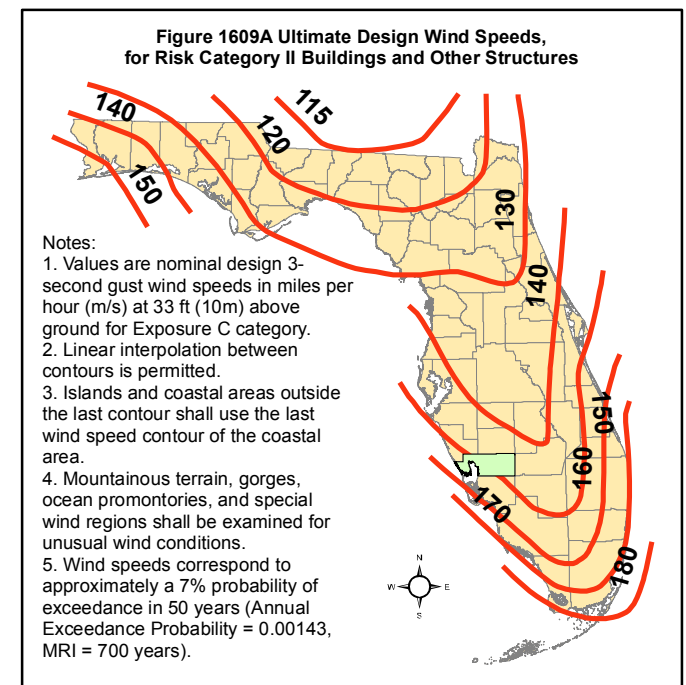 Figure 1609A Ultimate Design Wind Speeds,
for Risk Category II Buildings and Other Structures
140
115
120
150
130
Notes:
1. Values are nominal design 3-
second gust wind speeds in miles per
hour (m/s) at 33 ft (10m) above
ground for Exposure C category.
2. Linear interpolation between
contours is permitted.
3. Islands and coastal areas outside
the last contour shall use the last
wind speed contour of the coastal
area.
4. Mountainous terrain, gorges,
ocean promontories, and special
wind regions shall be examined for
unusual wind conditions.
5. Wind speeds correspond to
approximately a 7% probability of
exceedance in 50 years (Annual
Exceedance Probability = 0.00143,
MRI = 700 years).
140
150
160
170
180
N
W E
S